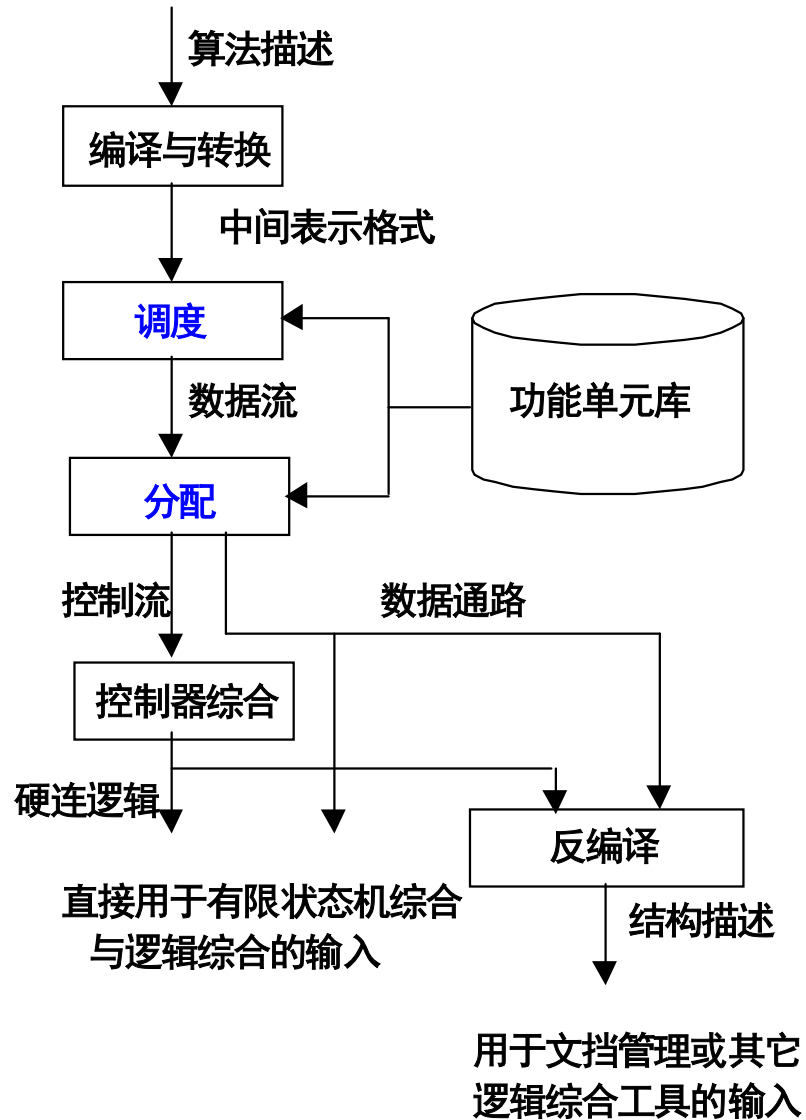 算法描述
编译与转换
中间表示格式
调度
数据流
功能单元库
分配
控制流
数据通路
控制器综合
硬连逻辑
反编译
直接用于有限状态机综合
与逻辑综合的输入
结构描述
用于文挡管理或其它
逻辑综合工具的输入